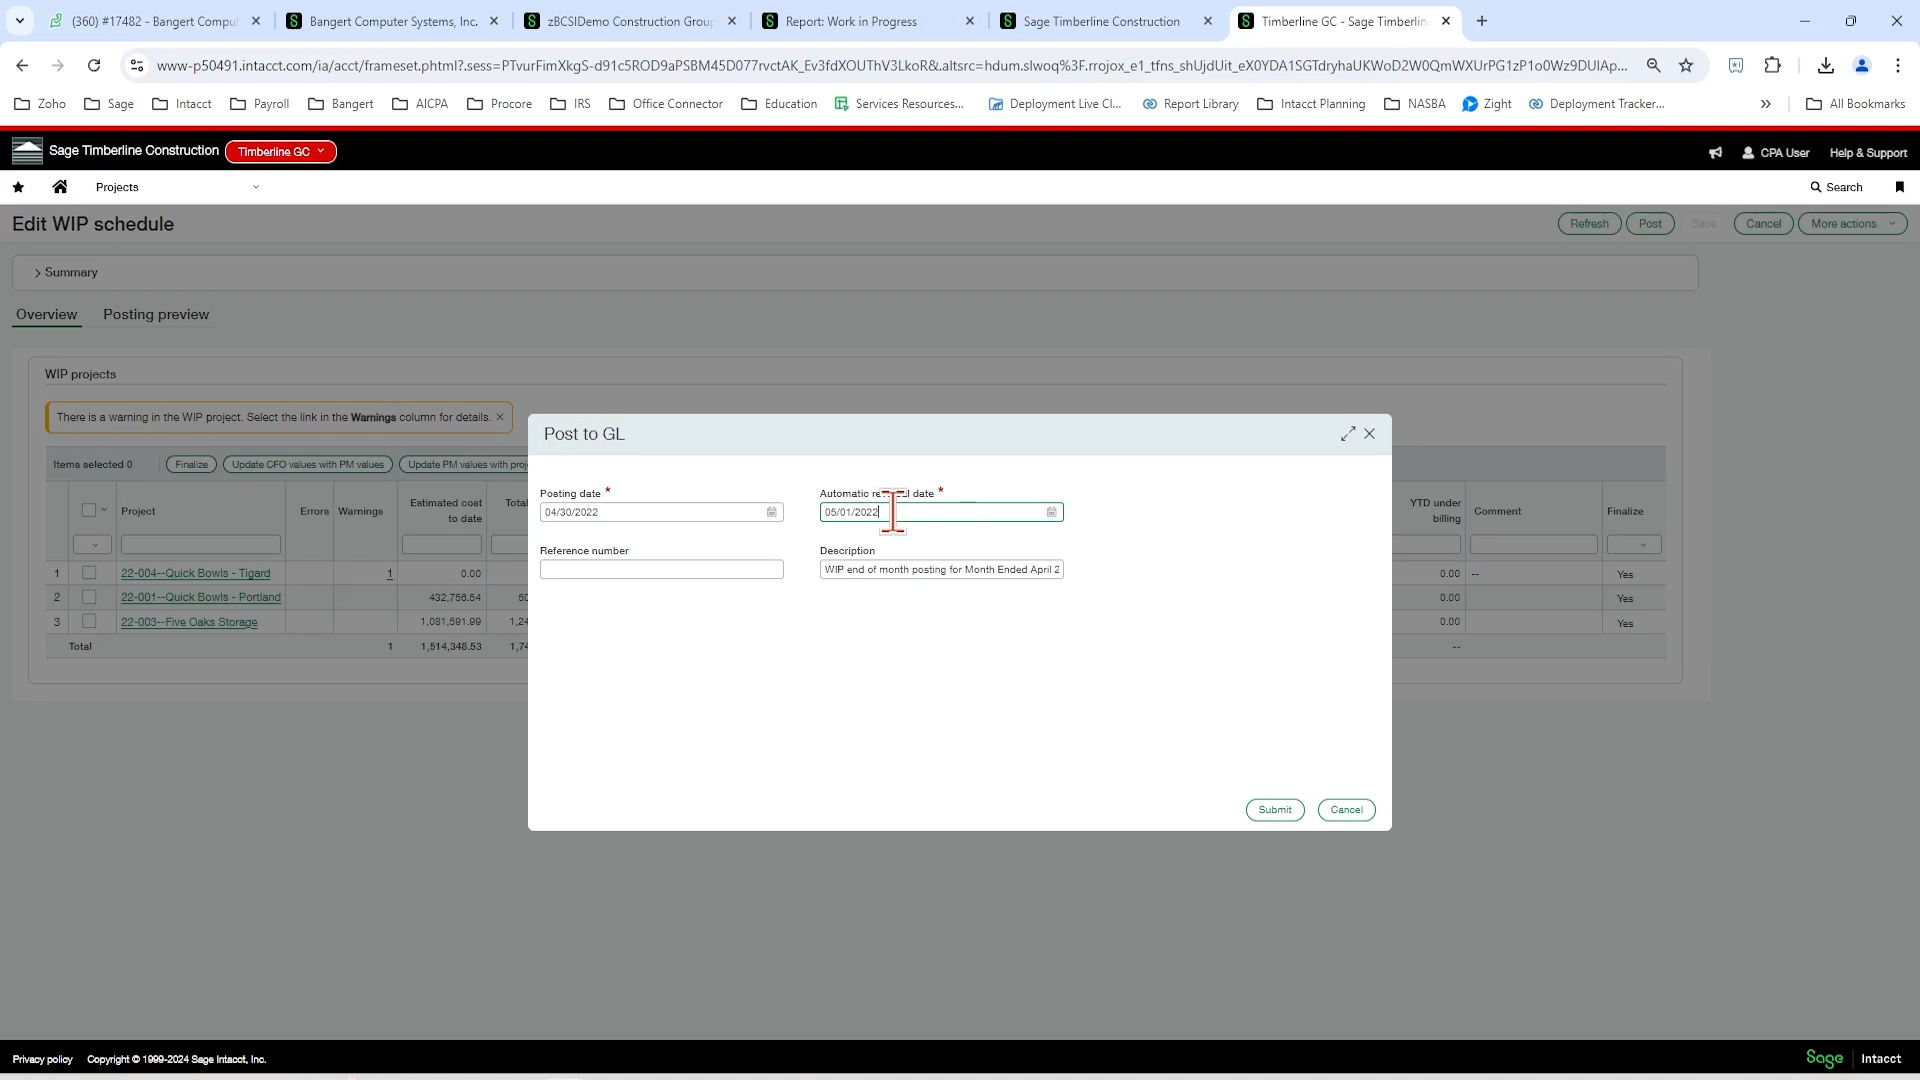 (360) #17482 - Bangert Comput
Bangert Computer Systems, Inc.
zBCSIDemo Construction Group
Report: Work in Progress
Sage Timberline Construction
Timberline GC - Sage Timberlin
www-p50491.intacct.com/ia/acct/frameset.phtml?.sess=PTvurFimXkgS-d91c5ROD9aPSBM45D077rvctAK_Ev3fdXOUThV3LkoR&.altsrc=hdum.slwoq%3F.rrojox_e1_tfns_shUjdUit_eX0YDA1SGTdryhaUKWoD2W0QmWXUrPG1zP1o0Wz9DUIAp...
Zoho Sage Intacct Payroll Bangert AICPA Procore IRS Office Connector Education Services Resources... Deployment Live Cl... Report Library Intacct Planning NASBA Zight Deployment Tracker... » All Bookmarks
Sage Timberline Construction Timberline GC CPA User Help & Support
Projects Search
Edit WIP schedule Refresh Post Save Cancel More actions
Summary
Overview Posting preview
WIP projects
There is a warning in the WIP project. Select the link in the Warnings column for details.
Items selected 0 Finalize Update CFO values with PM values Update PM values with proj
Project Errors Warnings Estimated cost to date Total YTD under billing Comment Finalize
1 22-004--Quick Bowls - Tigard 1 0.00 0.00 -- Yes
2 22-001--Quick Bowls - Portland 432,756.54 50 0.00 Yes
3 22-003--Five Oaks Storage 1,081,591.99 1,24 0.00 Yes
Total 1 1,514,348.53 1,74 --
Post to GL
Posting date * Automatic re al date *
04/30/2022 05/01/2022
Reference number Description
WIP end of month posting for Month Ended April 2
Submit Cancel
Privacy policy Copyright © 1999-2024 Sage Intacct, Inc. Sage Intacct